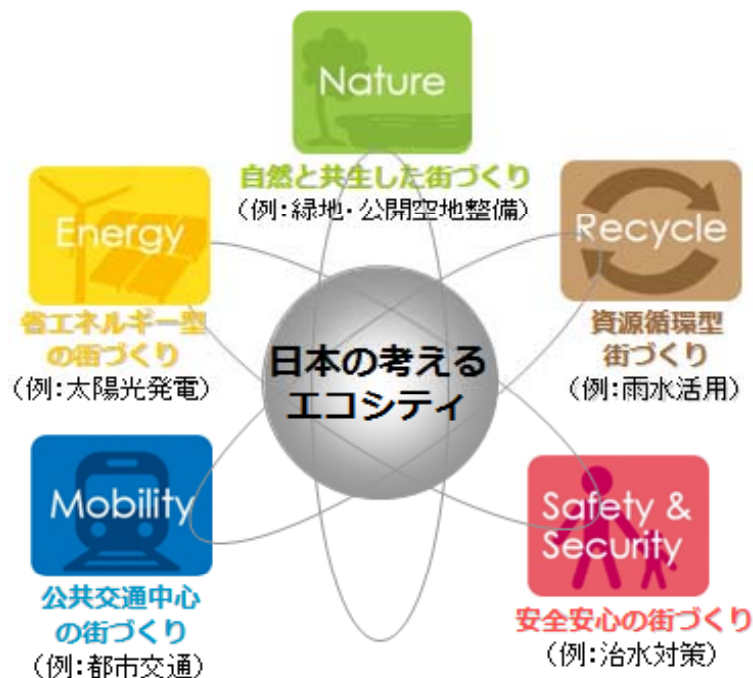 Nature
自然と共生した街づくり
（例：緑地・公開空地整備）
Energy
省エネルギー型
の街づくり
（例：太陽光発電）
Recycle
資源循環型
街づくり
（例：雨水活用）
日本の考える
エコシティ
Mobility
公共交通中心
の街づくり
（例：都市交通）
Safety &
Security
安全安心の街づくり
（例：治水対策）